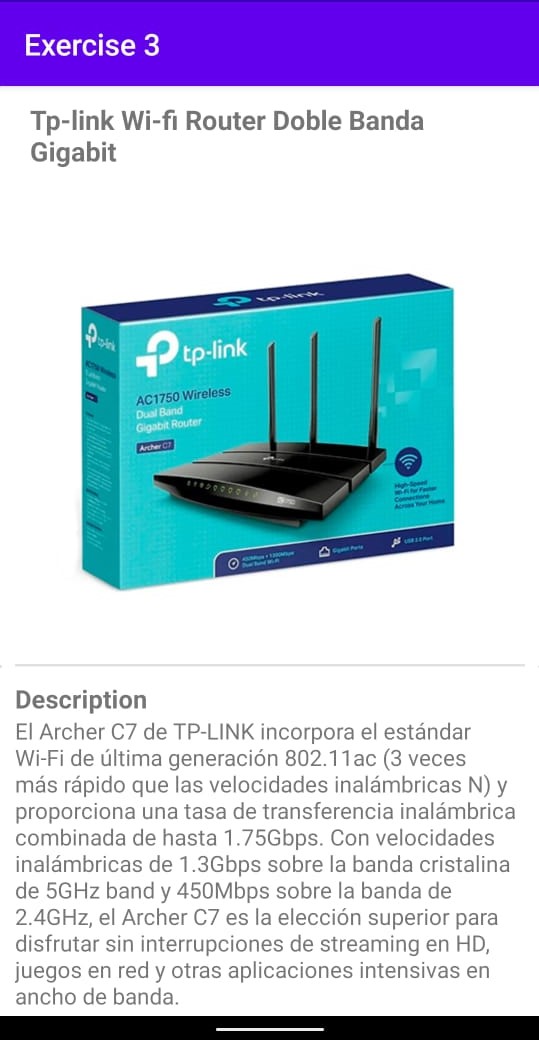 Exercise 3
Tp-link Wi-fi Router Doble Banda
Gigabit
tp-link
tp-link
tp-link
AC1750 Wireless
Dual Band
Gigabit Router
Archer C7
High-Speed
Wi-Fi for Faster
Connections
Across Your Home
450Mbps + 1300Mbps
Dual Band Wi-Fi
Gigabit Ports
USB 2.0 Port
Description
El Archer C7 de TP-LINK incorpora el estándar
Wi-Fi de última generación 802.11ac (3 veces
más rápido que las velocidades inalámbricas N) y
proporciona una tasa de transferencia inalámbrica
combinada de hasta 1.75Gbps. Con velocidades
inalámbricas de 1.3Gbps sobre la banda cristalina
de 5GHz band y 450Mbps sobre la banda de
2.4GHz, el Archer C7 es la elección superior para
disfrutar sin interrupciones de streaming en HD,
juegos en red y otras aplicaciones intensivas en
ancho de banda.